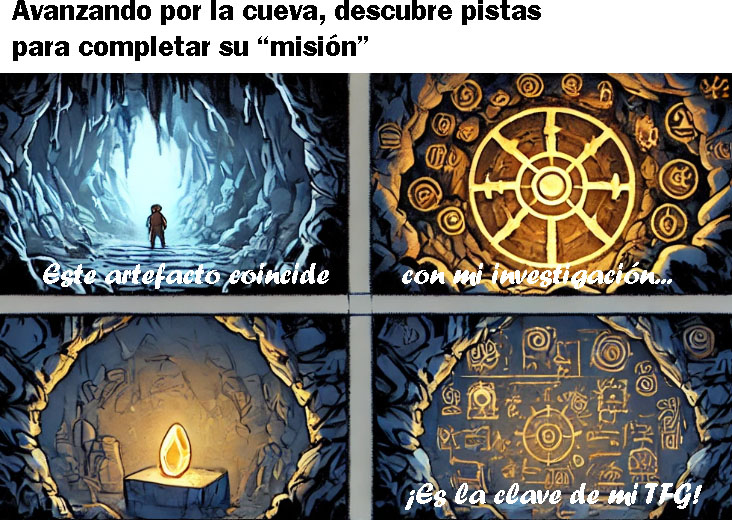 Avanzando por la cueva, descubre pistas
para completar su “misión”
Este artefacto coincide
con mi investigación...
¡Es la clave de mi TFG!